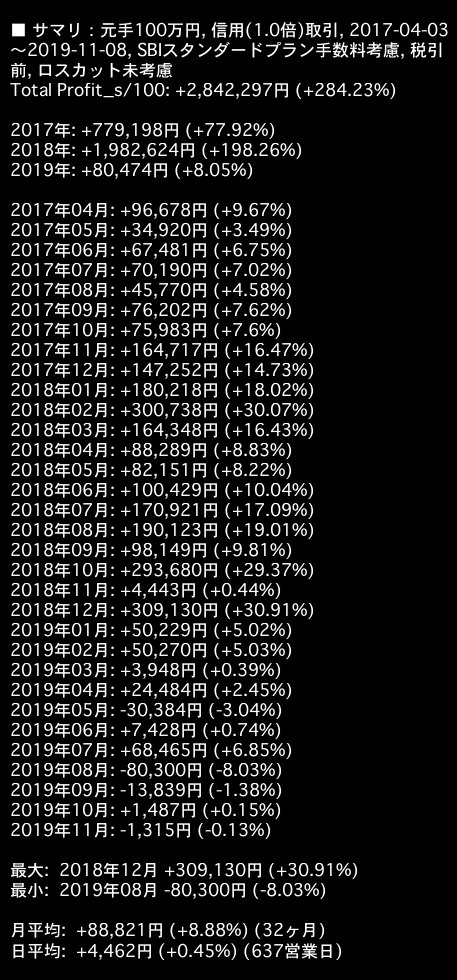 ■ サマリ : 元手100万円, 信用(1.0倍)取引, 2017-04-03
〜2019-11-08, SBIスタンダードプラン手数料考慮, 税引
前, ロスカット未考慮
Total Profit_s/100: +2,842,297円 (+284.23%)
2017年: +779,198円 (+77.92%)
2018年: +1,982,624円 (+198.26%)
2019年: +80,474円 (+8.05%)
2017年04月: +96,678円 (+9.67%)
2017年05月: +34,920円 (+3.49%)
2017年06月: +67,481円 (+6.75%)
2017年07月: +70,190円 (+7.02%)
2017年08月: +45,770円 (+4.58%)
2017年09月: +76,202円 (+7.62%)
2017年10月: +75,983円 (+7.6%)
2017年11月: +164,717円 (+16.47%)
2017年12月: +147,252円 (+14.73%)
2018年01月: +180,218円 (+18.02%)
2018年02月: +300,738円 (+30.07%)
2018年03月: +164,348円 (+16.43%)
2018年04月: +88,289円 (+8.83%)
2018年05月: +82,151円 (+8.22%)
2018年06月: +100,429円 (+10.04%)
2018年07月: +170,921円 (+17.09%)
2018年08月: +190,123円 (+19.01%)
2018年09月: +98,149円 (+9.81%)
2018年10月: +293,680円 (+29.37%)
2018年11月: +4,443円 (+0.44%)
2018年12月: +309,130円 (+30.91%)
2019年01月: +50,229円 (+5.02%)
2019年02月: +50,270円 (+5.03%)
2019年03月: +3,948円 (+0.39%)
2019年04月: +24,484円 (+2.45%)
2019年05月: -30,384円 (-3.04%)
2019年06月: +7,428円 (+0.74%)
2019年07月: +68,465円 (+6.85%)
2019年08月: -80,300円 (-8.03%)
2019年09月: -13,839円 (-1.38%)
2019年10月: +1,487円 (+0.15%)
2019年11月: -1,315円 (-0.13%)
最大: 2018年12月 +309,130円 (+30.91%)
最小: 2019年08月 -80,300円 (-8.03%)
月平均: +88,821円 (+8.88%) (32ヶ月)
日平均: +4,462円 (+0.45%) (637営業日)